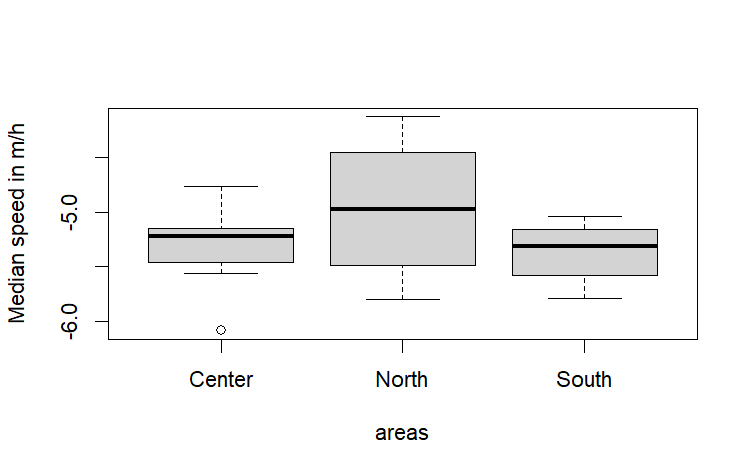 Median speed in m/h
-5.0
-6.0
Center North South
areas